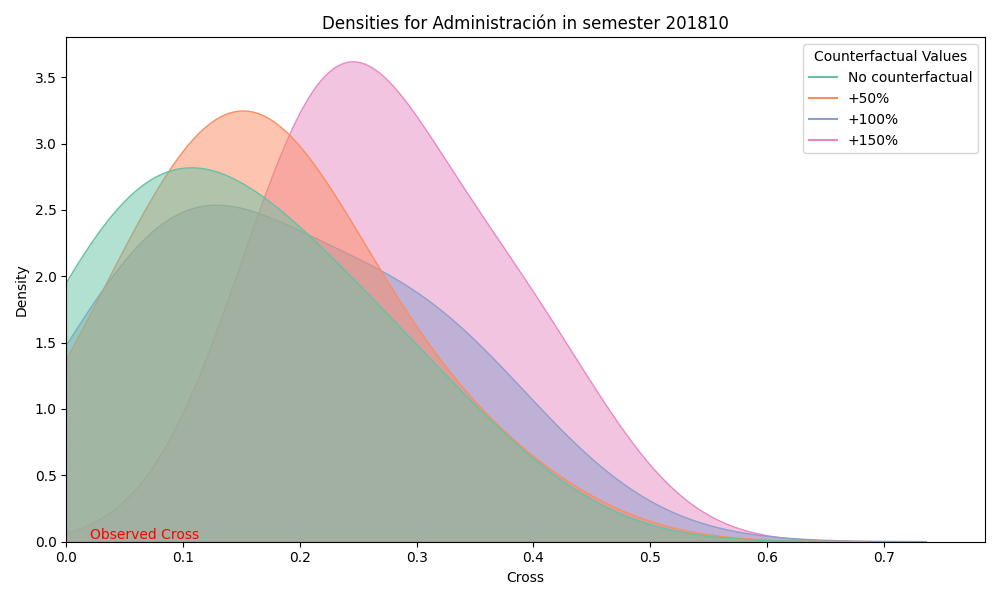 Densities for Administración in semester 201810
Counterfactual Values
No counterfactual
+50%
+100%
+150%
Density
3.5
3.0
2.5
2.0
1.5
1.0
0.5
0.0
Observed Cross
0.0 0.1 0.2 0.3 0.4 0.5 0.6 0.7
Cross